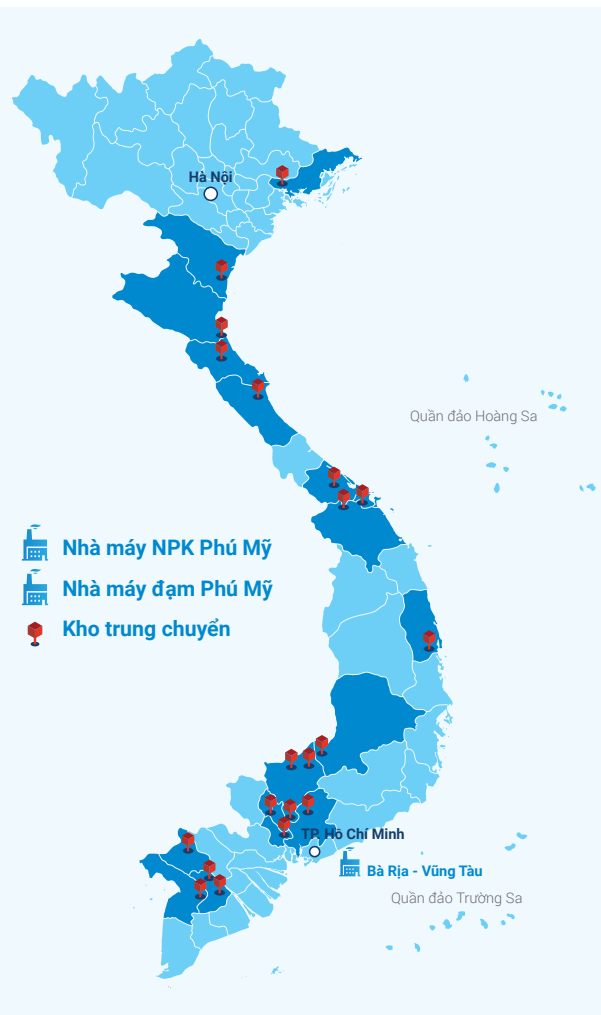 Hà Nội
Quần đảo Hoàng Sa
Nhà máy NPK Phú Mỹ
Nhà máy đạm Phú Mỹ
Kho trung chuyển
TP. Hồ Chí Minh
Bà Rịa - Vũng Tàu
Quần đảo Trường Sa